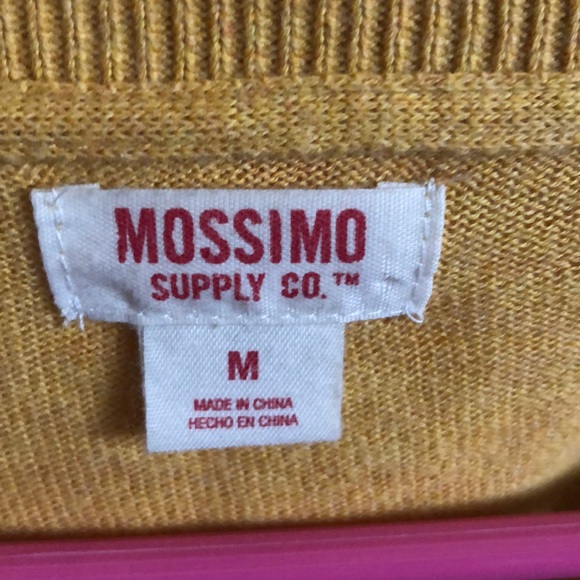 MOSSIMO
SUPPLY CO.™
M
MADE IN CHINA
HECHO EN CHINA